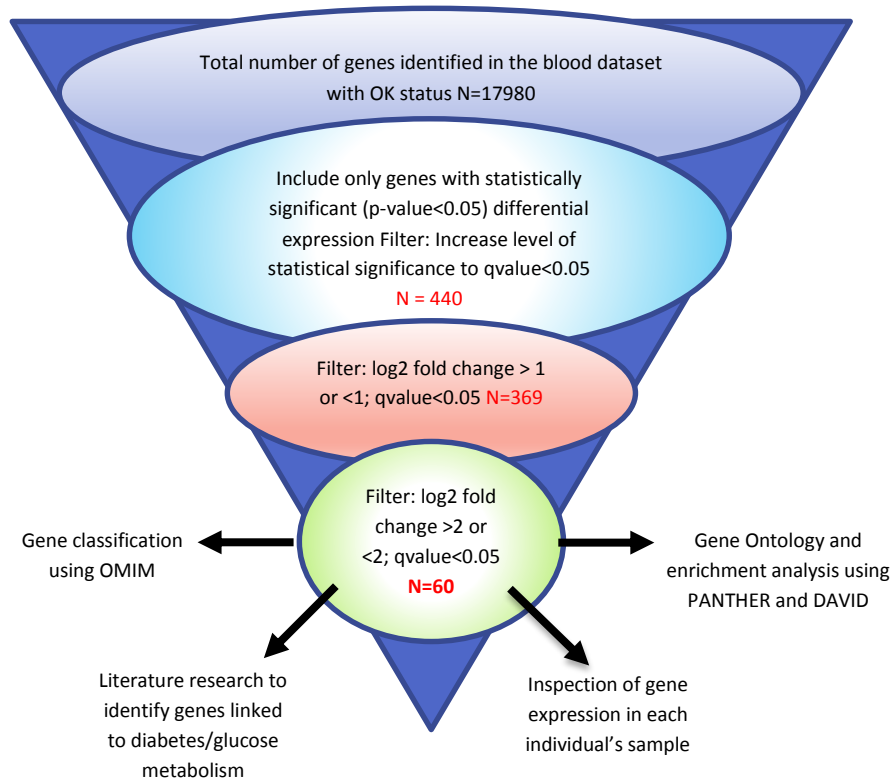 Total number of genes identified in the blood dataset
with OK status N=17980
Include only genes with statistically
significant (p-value<0.05) differential
expression Filter: Increase level of
statistical significance to qvalue<0.05
N = 440
Filter: log2 fold change > 1
or <1; qvalue<0.05 N=369
Filter: log2 fold
change >2 or
<2; qvalue<0.05
N=60
Gene classification
using OMIM
Gene Ontology and
enrichment analysis using
PANTHER and DAVID
Literature research to
identify genes linked
to diabetes/glucose
metabolism
Inspection of gene
expression in each
individual's sample